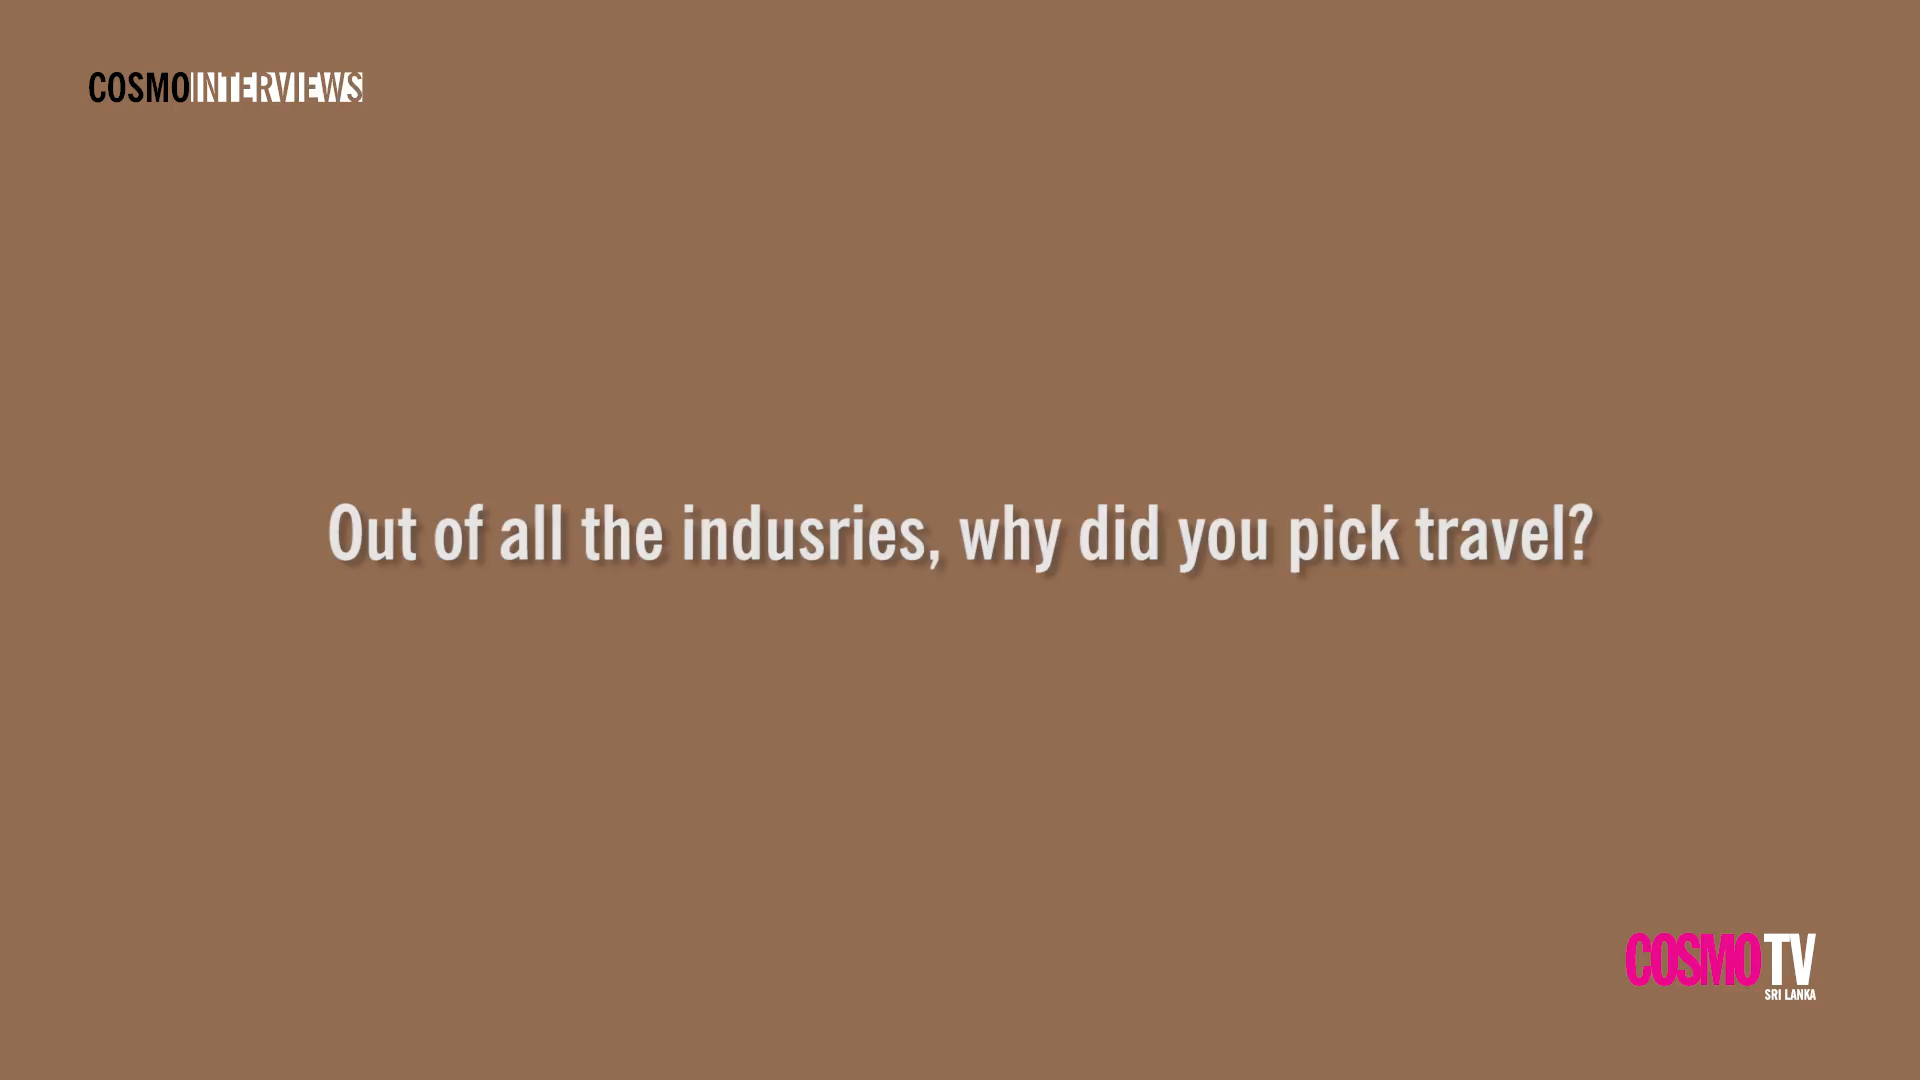 COSMOINTERVIEWS
Out of all the indusries, why did you pick travel?
COSMOTV
SRI LANKA